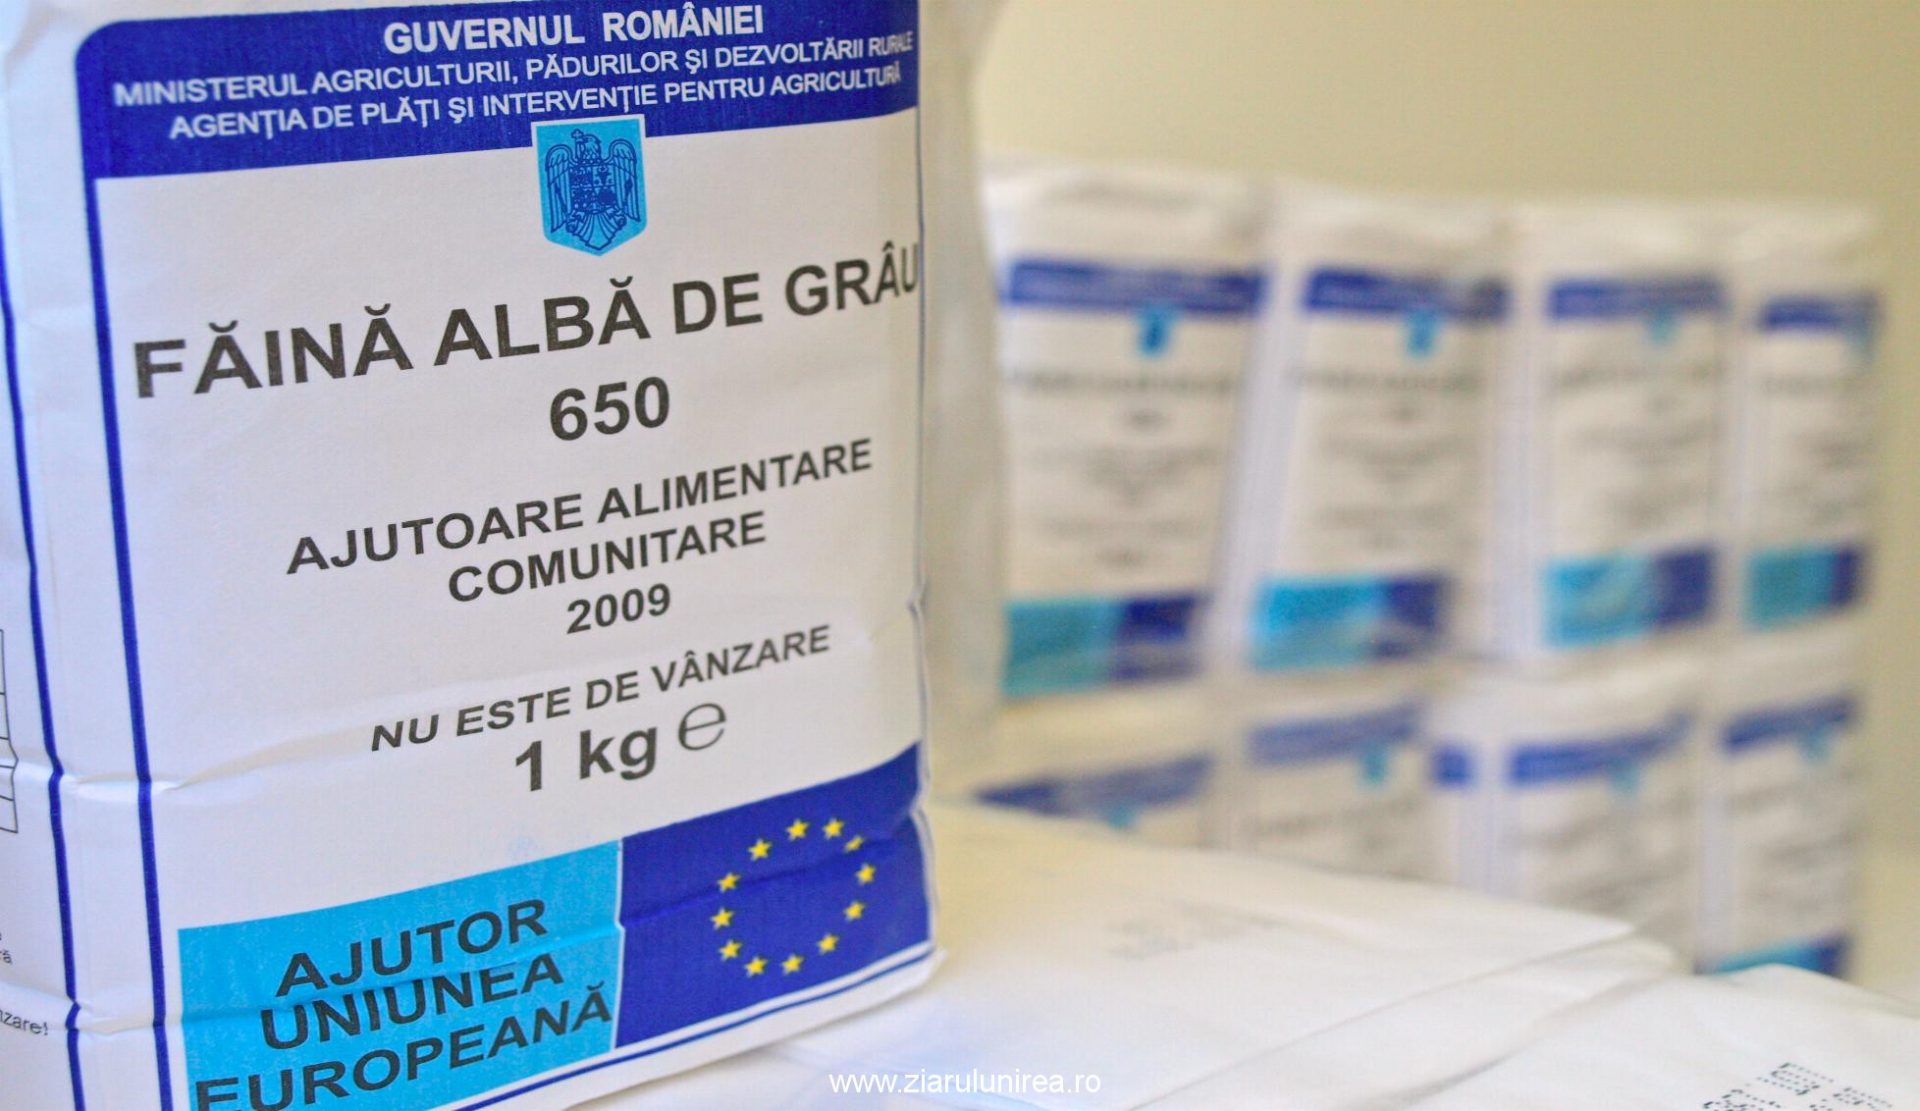 GUVERNUL ROMÂNIEI
MINISTERUL AGRICULTURII, PĂDURILOR ŞI DEZVOLTĂRII RURALE
AGENŢIA DE PLĂŢI ŞI INTERVENŢIE PENTRU AGRICULTURĂ
FĂINĂ ALBĂ DE GRÂU
650
AJUTOARE ALIMENTARE
COMUNITARE
2009
NU ESTE DE VÂNZARE
1 kg ℮
AJUTOR
UNIUNEA
EUROPEANĂ
www.ziarulunirea.ro